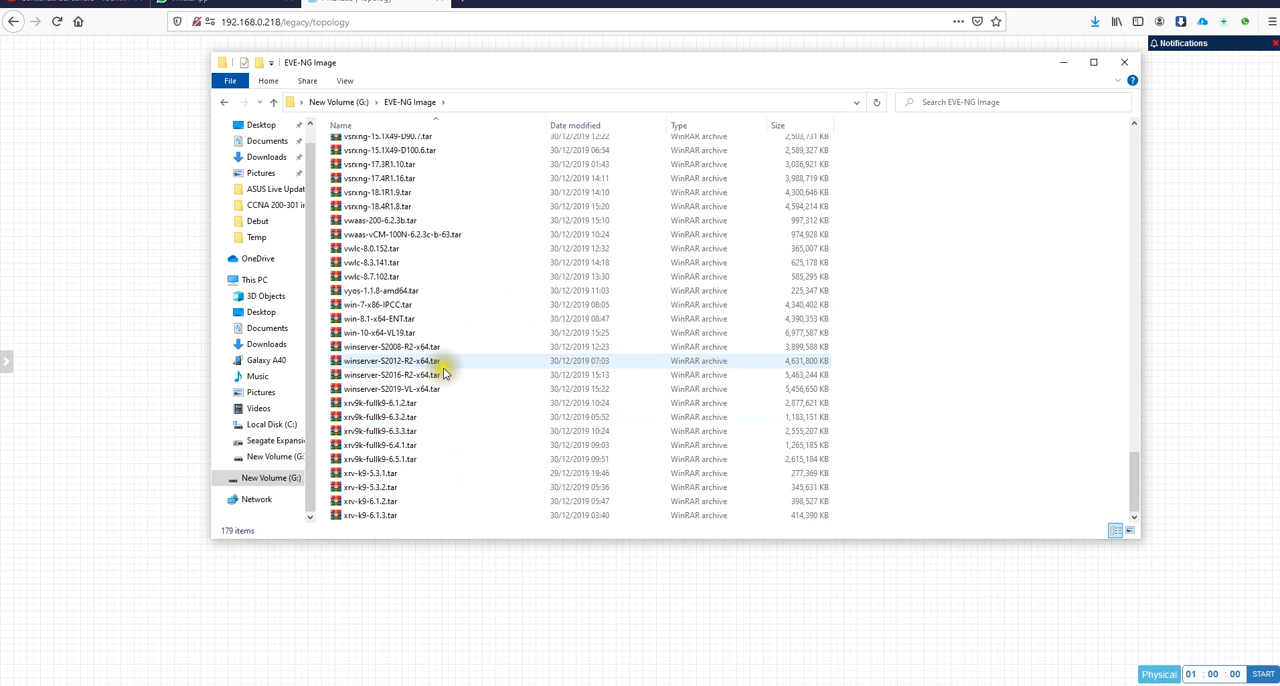 192.168.0.218/legacy/topology
Notifications
EVE-NG Image
File Home Share View
New Volume (G:) EVE-NG Image
Search EVE-NG Image
Name Date modified Type Size
Desktop
Documents
Downloads
Pictures
ASUS Live Updat
CCNA 200-301 in
Debut
Temp
OneDrive
This PC
3D Objects
Desktop
Documents
Downloads
Galaxy A40
Music
Pictures
Videos
Local Disk (C:)
Seagate Expansi
New Volume (G:
New Volume (G:)
Network
vsrxng-15.1X49-D90.7.tar 30/12/2019 12:22 WinRAR archive 2,503,731 KB
vsrxng-15.1X49-D100.6.tar 30/12/2019 06:54 WinRAR archive 2,589,327 KB
vsrxng-17.3R1.10.tar 30/12/2019 01:43 WinRAR archive 3,036,921 KB
vsrxng-17.4R1.16.tar 30/12/2019 14:11 WinRAR archive 3,988,719 KB
vsrxng-18.1R1.9.tar 30/12/2019 14:10 WinRAR archive 4,300,646 KB
vsrxng-18.4R1.8.tar 30/12/2019 15:20 WinRAR archive 4,594,214 KB
vwaas-200-6.2.3b.tar 30/12/2019 15:10 WinRAR archive 997,312 KB
vwaas-vCM-100N-6.2.3c-b-63.tar 30/12/2019 10:24 WinRAR archive 974,928 KB
vwlc-8.0.152.tar 30/12/2019 12:32 WinRAR archive 365,007 KB
vwlc-8.3.141.tar 30/12/2019 14:18 WinRAR archive 625,178 KB
vwlc-8.7.102.tar 30/12/2019 13:30 WinRAR archive 585,295 KB
vyos-1.1.8-amd64.tar 30/12/2019 11:03 WinRAR archive 225,347 KB
win-7-x86-IPCC.tar 30/12/2019 08:05 WinRAR archive 4,340,402 KB
win-8.1-x64-ENT.tar 30/12/2019 08:47 WinRAR archive 4,390,353 KB
win-10-x64-VL19.tar 30/12/2019 15:25 WinRAR archive 6,977,587 KB
winserver-S2008-R2-x64.tar 30/12/2019 12:23 WinRAR archive 3,899,588 KB
winserver-S2012-R2-x64.tar 30/12/2019 07:03 WinRAR archive 4,631,800 KB
winserver-S2016-R2-x64.tar 30/12/2019 15:13 WinRAR archive 5,463,244 KB
winserver-S2019-VL-x64.tar 30/12/2019 15:22 WinRAR archive 5,456,650 KB
xrv9k-fullk9-6.1.2.tar 30/12/2019 10:24 WinRAR archive 2,877,621 KB
xrv9k-fullk9-6.3.2.tar 30/12/2019 05:52 WinRAR archive 1,183,151 KB
xrv9k-fullk9-6.3.3.tar 30/12/2019 10:24 WinRAR archive 2,555,207 KB
xrv9k-fullk9-6.4.1.tar 30/12/2019 09:03 WinRAR archive 1,265,185 KB
xrv9k-fullk9-6.5.1.tar 30/12/2019 09:51 WinRAR archive 2,615,184 KB
xrv-k9-5.3.1.tar 29/12/2019 19:46 WinRAR archive 277,369 KB
xrv-k9-5.3.2.tar 30/12/2019 05:36 WinRAR archive 345,631 KB
xrv-k9-6.1.2.tar 30/12/2019 05:47 WinRAR archive 398,527 KB
xrv-k9-6.1.3.tar 30/12/2019 03:40 WinRAR archive 414,390 KB
179 items
Physical 01 : 00 : 00 START